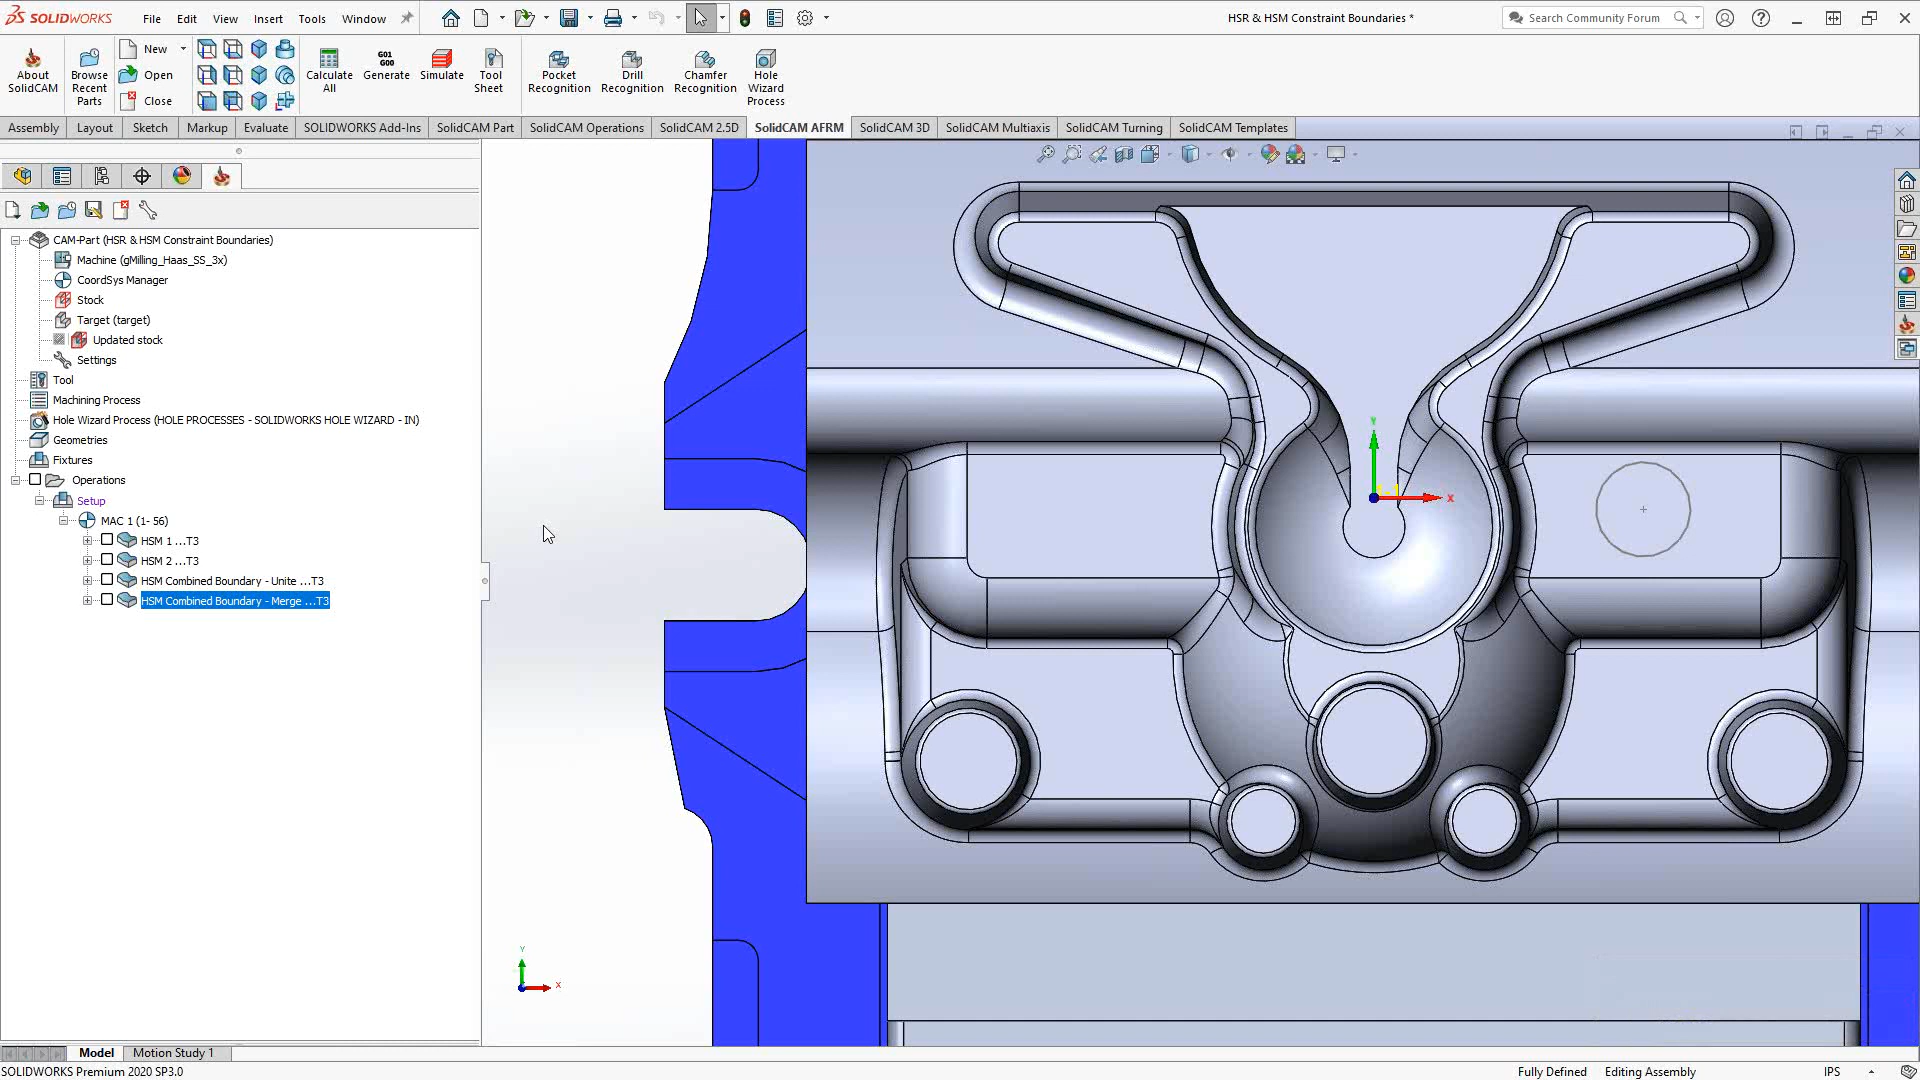 SOLIDWORKS File Edit View Insert Tools Window HSR & HSM Constraint Boundaries * Search Community Forum
New
Open
Close
About SolidCAM
Browse Recent Parts
Calculate All
G01 G00
Generate
Simulate
Tool Sheet
Pocket Recognition
Drill Recognition
Chamfer Recognition
Hole Wizard Process
Assembly Layout Sketch Markup Evaluate SOLIDWORKS Add-Ins SolidCAM Part SolidCAM Operations SolidCAM 2.5D SolidCAM AFRM SolidCAM 3D SolidCAM Multiaxis SolidCAM Turning SolidCAM Templates
CAM-Part (HSR & HSM Constraint Boundaries)
Machine (gMilling_Haas_SS_3x)
CoordSys Manager
Stock
Target (target)
Updated stock
Settings
Tool
Machining Process
Hole Wizard Process (HOLE PROCESSES - SOLIDWORKS HOLE WIZARD - IN)
Geometries
Fixtures
Operations
Setup
MAC 1 (1- 56)
HSM 1 ...T3
HSM 2 ...T3
HSM Combined Boundary - Unite ...T3
HSM Combined Boundary - Merge ...T3
Y
X
Y
X
Model Motion Study 1
SOLIDWORKS Premium 2020 SP3.0 Fully Defined Editing Assembly IPS